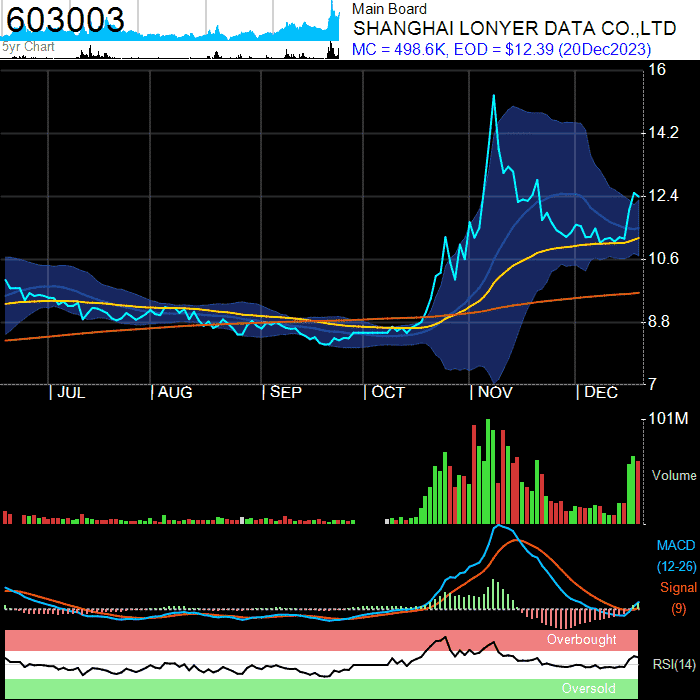 603003
5yr Chart
Main Board
SHANGHAI LONYER DATA CO.,LTD
MC = 498.6K, EOD = $12.39 (20Dec2023)
16
14.2
12.4
10.6
8.8
7
| JUL | AUG | SEP | OCT | NOV | DEC
101M
Volume
MACD
(12-26)
Signal
(9)
Overbought
RSI(14)
Oversold